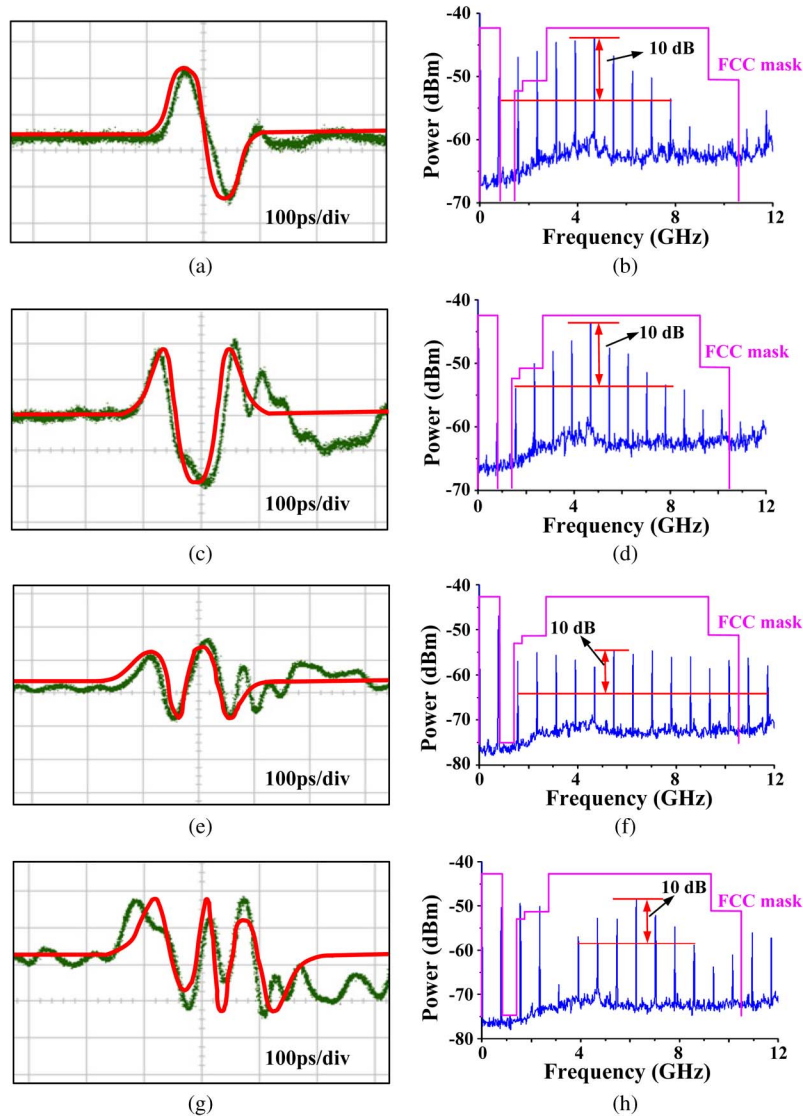 100ps/div
(a)
-40
-50
-60
-70
0
4
8
12
Power (dBm)
Frequency (GHz)
10 dB
FCC mask
(b)
100ps/div
(c)
-40
-50
-60
-70
0
4
8
12
Power (dBm)
Frequency (GHz)
10 dB
FCC mask
(d)
100ps/div
(e)
-40
-50
-60
-70
-80
0
4
8
12
Power (dBm)
Frequency (GHz)
10 dB
FCC mask
(f)
100ps/div
(g)
-40
-50
-60
-70
-80
0
4
8
12
Power (dBm)
Frequency (GHz)
10 dB
FCC mask
(h)